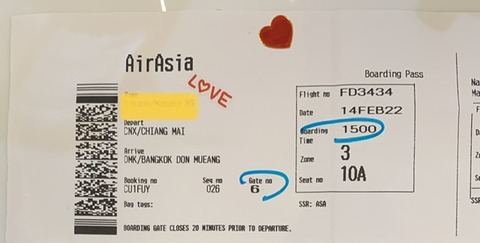 AirAsia
LOVE
Boarding Pass
Flight no FD3434
Date 14FEB22
Boarding Time 1500
Zone 3
Seat no 10A
SSR: ASA
Depart
CNX/CHIANG MAI
Arrive
DMK/BANGKOK DON MUEANG
Booking no Seq no Gate no
CU1FUY 026 6
Bag tags:
BOARDING GATE CLOSES 20 MINUTES PRIOR TO DEPARTURE.